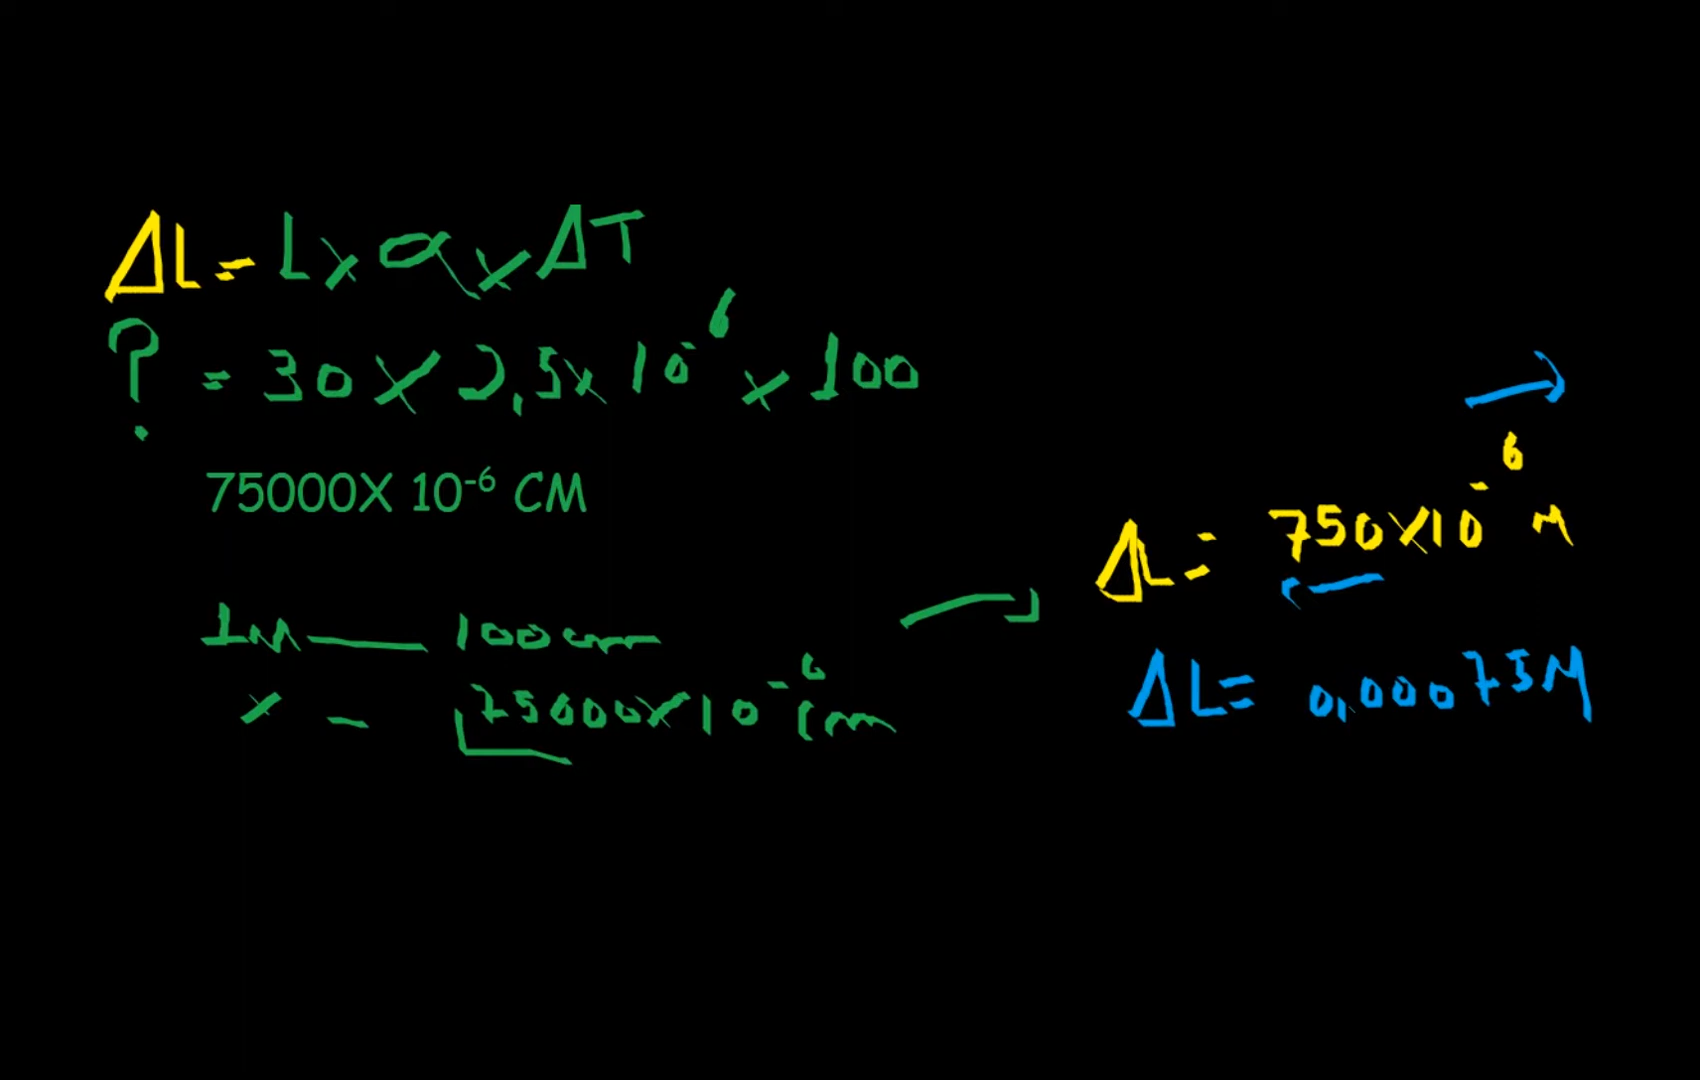 ΔL= L x α x ΔT
? = 30 x 2,5x 10⁻⁶ x 100
75000X 10⁻⁶ CM
1M — 100cm
x - 75000x10⁻⁶ cm
ΔL= 750x10⁻⁶ M
ΔL= 0,00075M